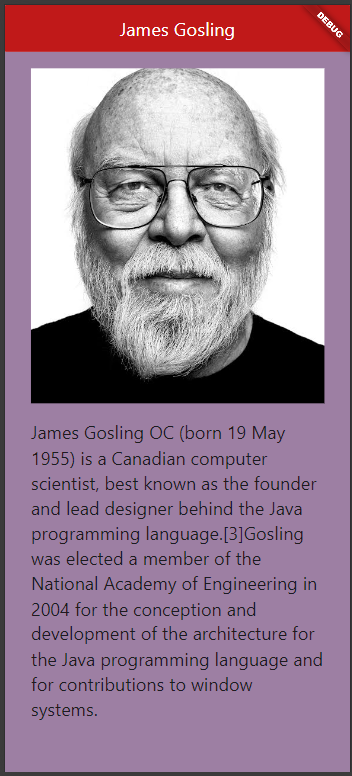 James Gosling
DEBUG
James Gosling OC (born 19 May
1955) is a Canadian computer
scientist, best known as the founder
and lead designer behind the Java
programming language.[3]Gosling
was elected a member of the
National Academy of Engineering in
2004 for the conception and
development of the architecture for
the Java programming language and
for contributions to window
systems.